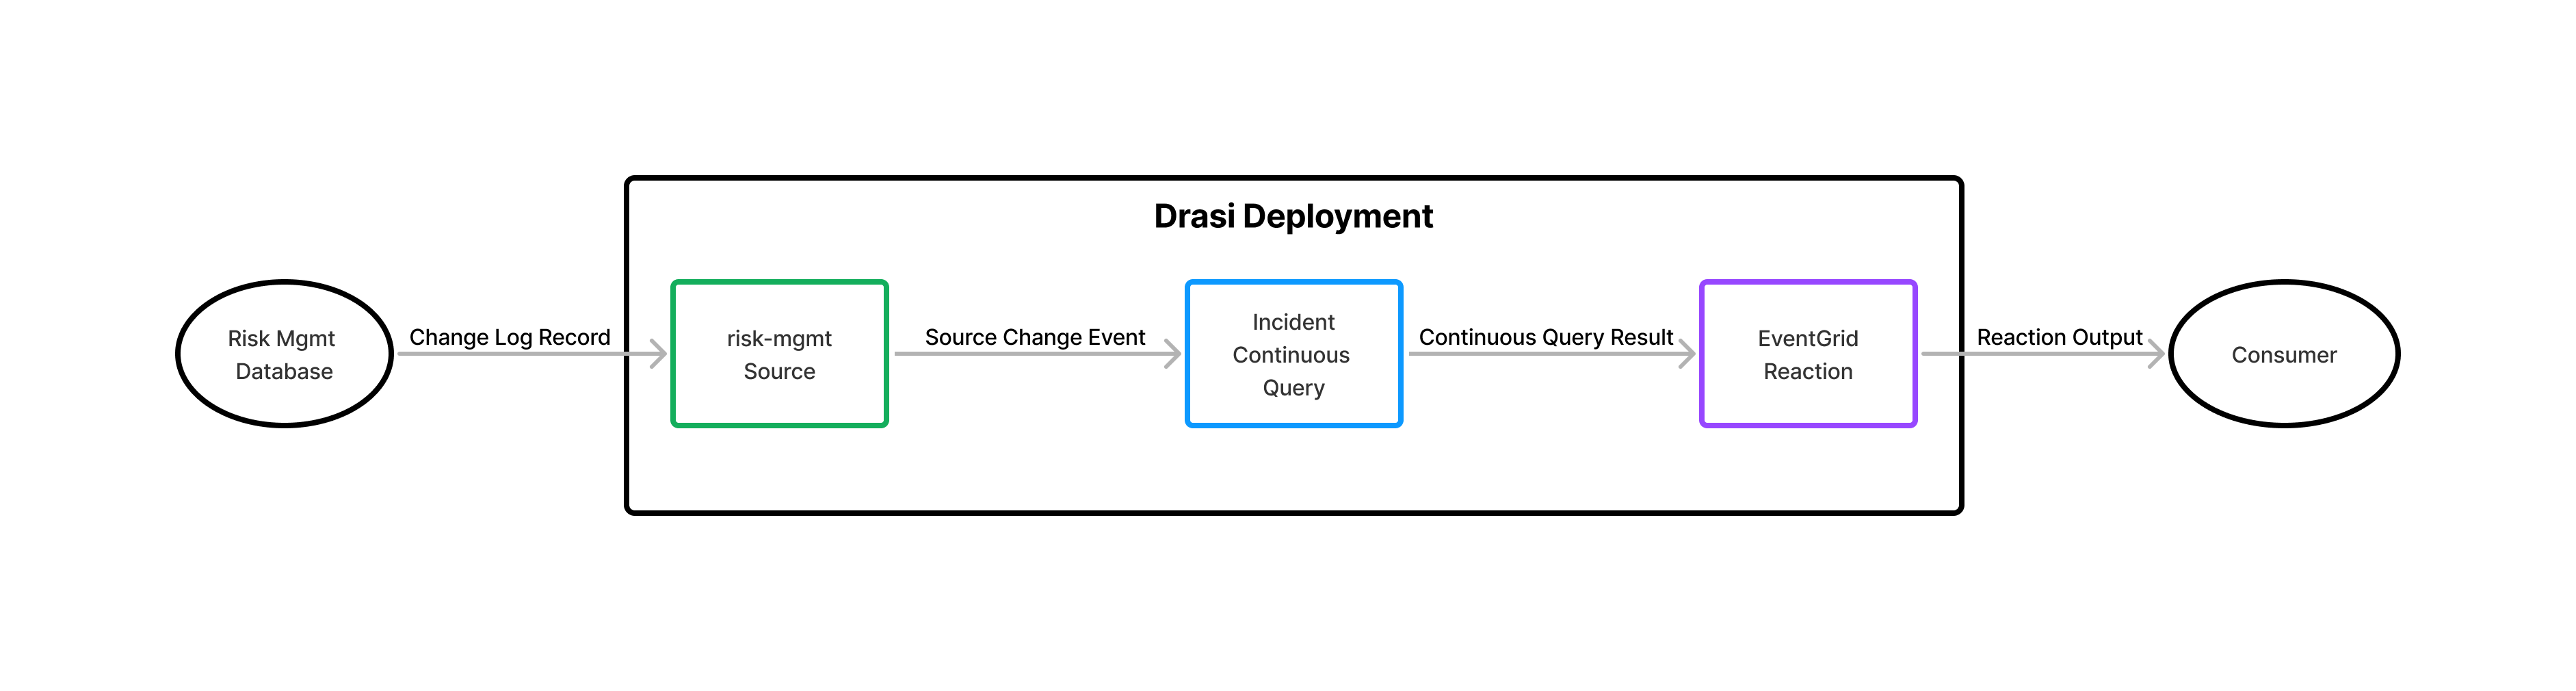 Drasi Deployment
Risk Mgmt
Database
Change Log Record
risk-mgmt
Source
Source Change Event
Incident
Continuous
Query
Continuous Query Result
EventGrid
Reaction
Reaction Output
Consumer